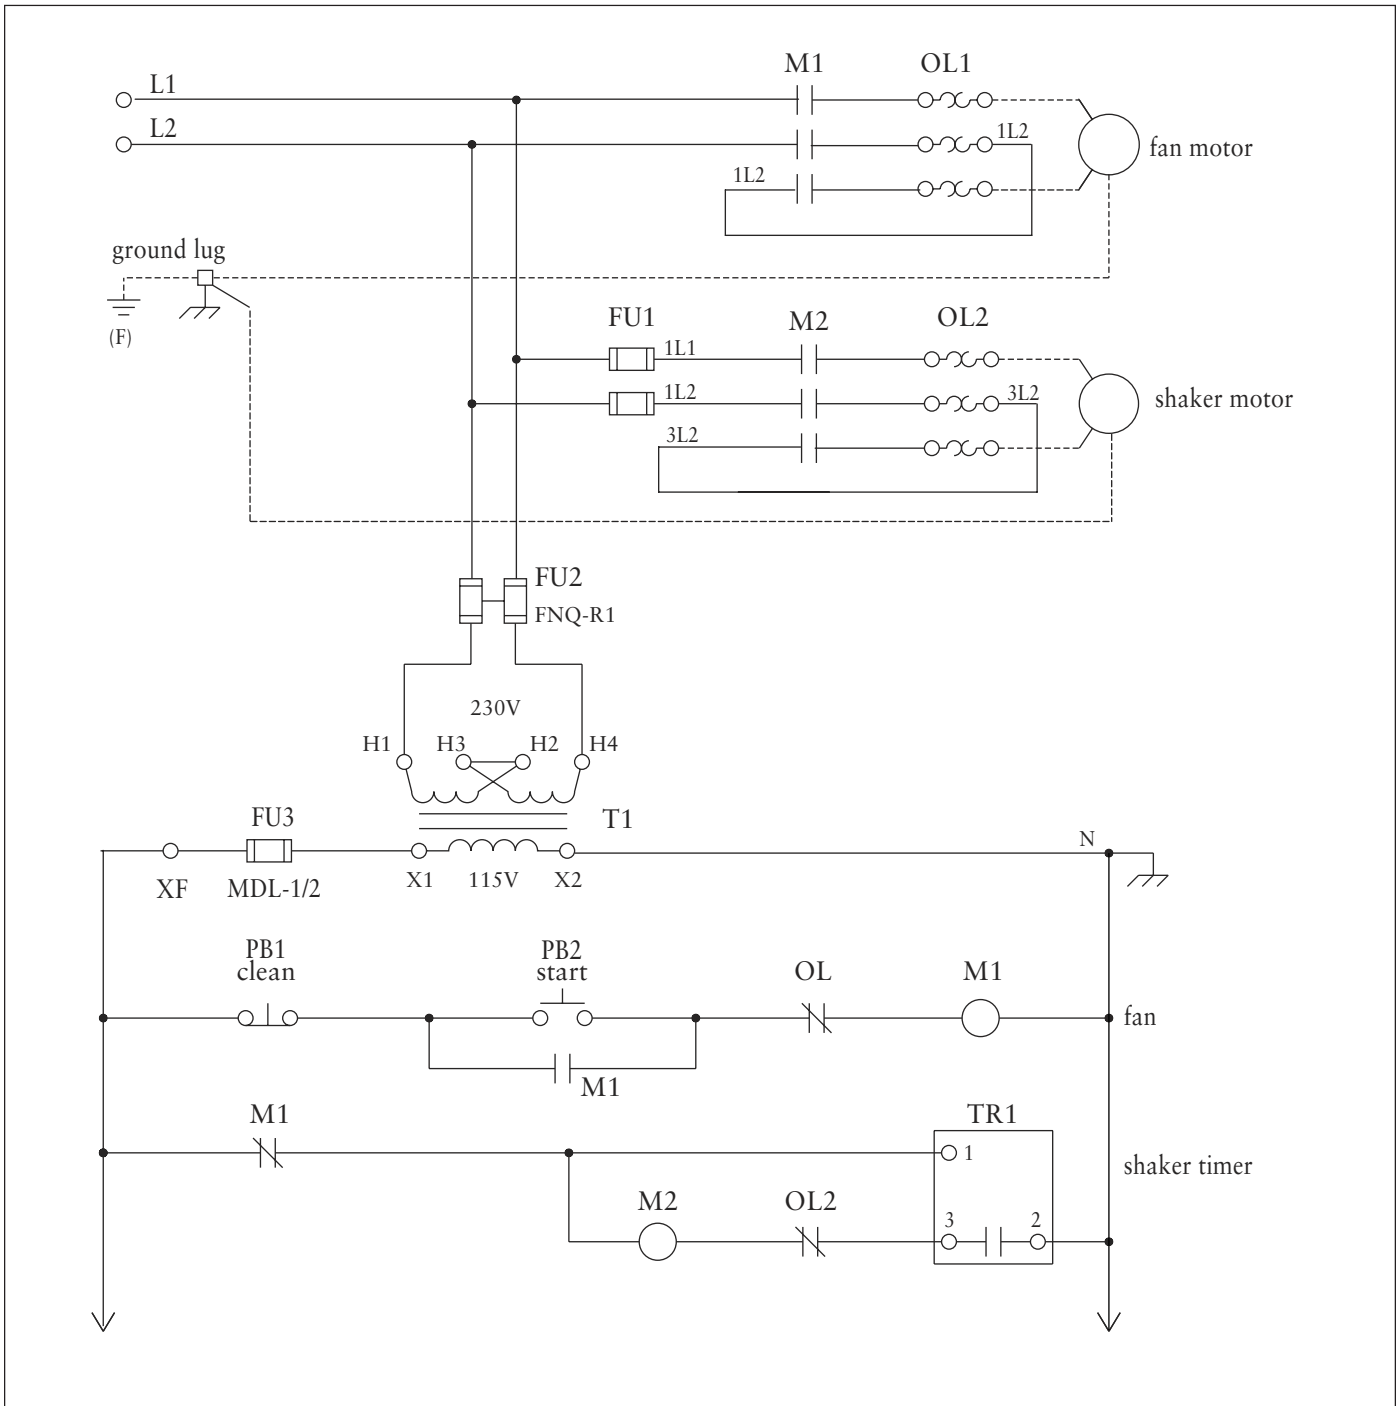 M1 OL1
L1
L2
1L2
fan motor
1L2
ground lug
(F)
FU1 M2 OL2
1L1
1L2 3L2
shaker motor
3L2
FU2
FNQ-R1
230V
H1 H3 H2 H4
FU3 T1
N
XF MDL-1/2 X1 115V X2
PB1 PB2
clean start OL M1
fan
M1
M1 TR1
1
shaker timer
M2 OL2
3 2